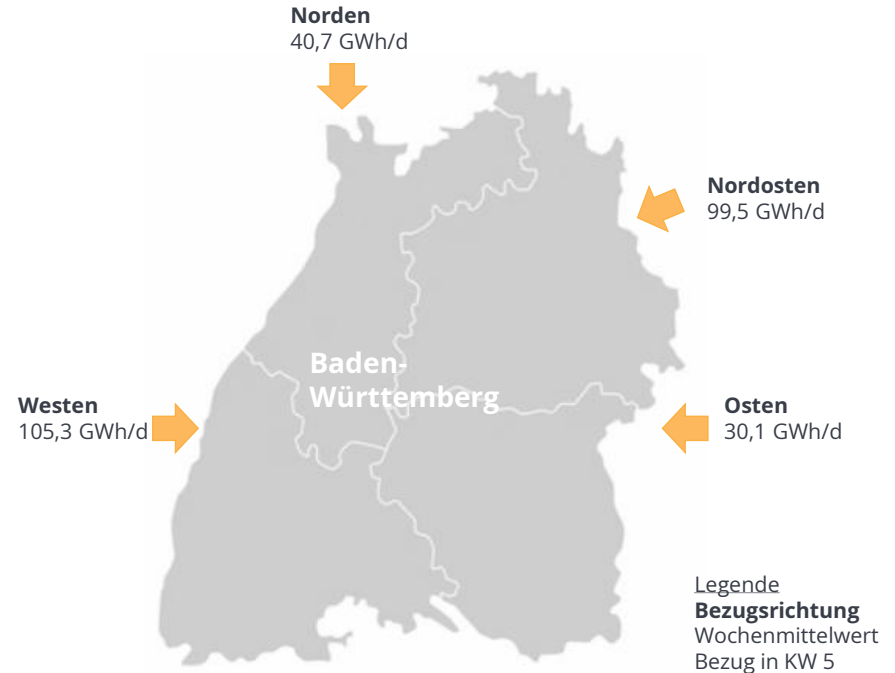 Norden
40,7 GWh/d
Nordosten
99,5 GWh/d
Baden-
Württemberg
Westen
105,3 GWh/d
Osten
30,1 GWh/d
Legende
Bezugsrichtung
Wochenmittelwert
Bezug in KW 5